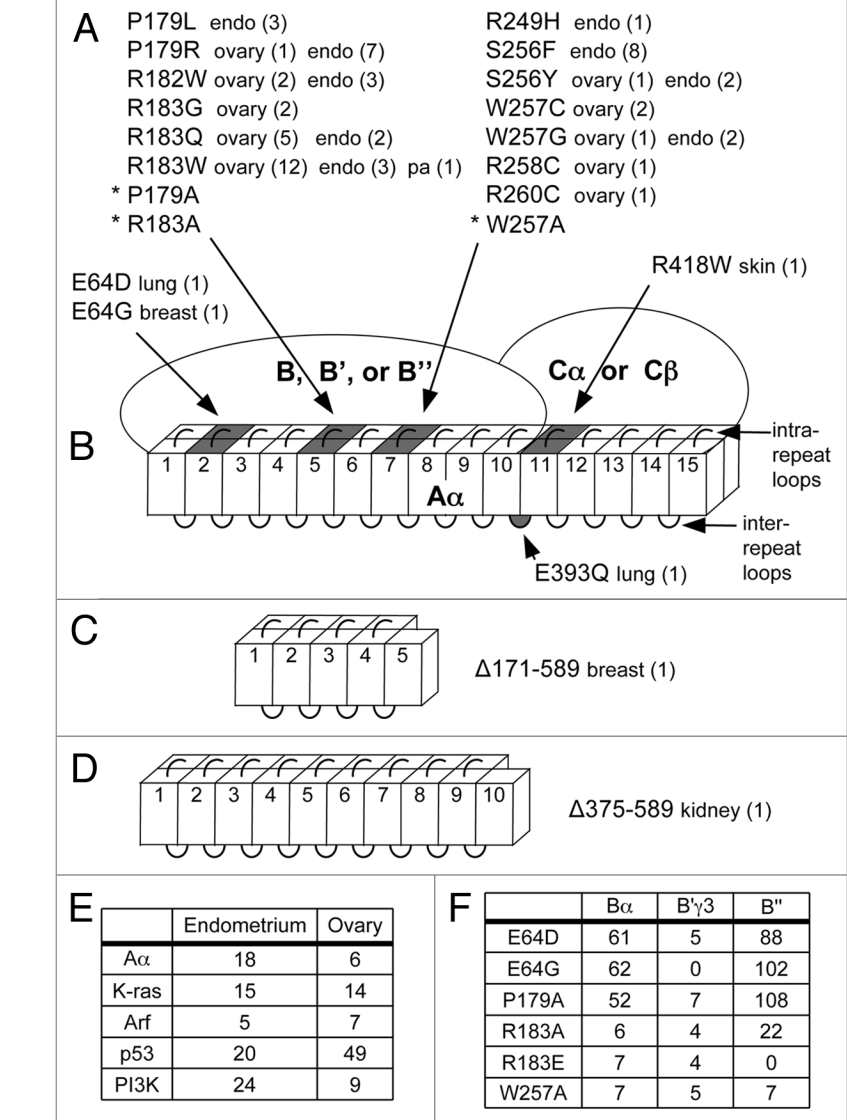 A
P179L endo (3)
P179R ovary (1) endo (7)
R182W ovary (2) endo (3)
R183G ovary (2)
R183Q ovary (5) endo (2)
R183W ovary (12) endo (3) pa (1)
* P179A
* R183A
R249H endo (1)
S256F endo (8)
S256Y ovary (1) endo (2)
W257C ovary (2)
W257G ovary (1) endo (2)
R258C ovary (1)
R260C ovary (1)
* W257A
R418W skin (1)
E64D lung (1)
E64G breast (1)
B, B’, or B’’
Cα or Cβ
B
1 2 3 4 5 6 7 8 9 10 11 12 13 14 15
Aα
intra-
repeat
loops
inter-
repeat
loops
E393Q lung (1)
C
1 2 3 4 5
Δ171-589 breast (1)
D
1 2 3 4 5 6 7 8 9 10
Δ375-589 kidney (1)
E
Endometrium Ovary
Aα 18 6
K-ras 15 14
Arf 5 7
p53 20 49
PI3K 24 9
F
Bα B'γ3 B"
E64D 61 5 88
E64G 62 0 102
P179A 52 7 108
R183A 6 4 22
R183E 7 4 0
W257A 7 5 7